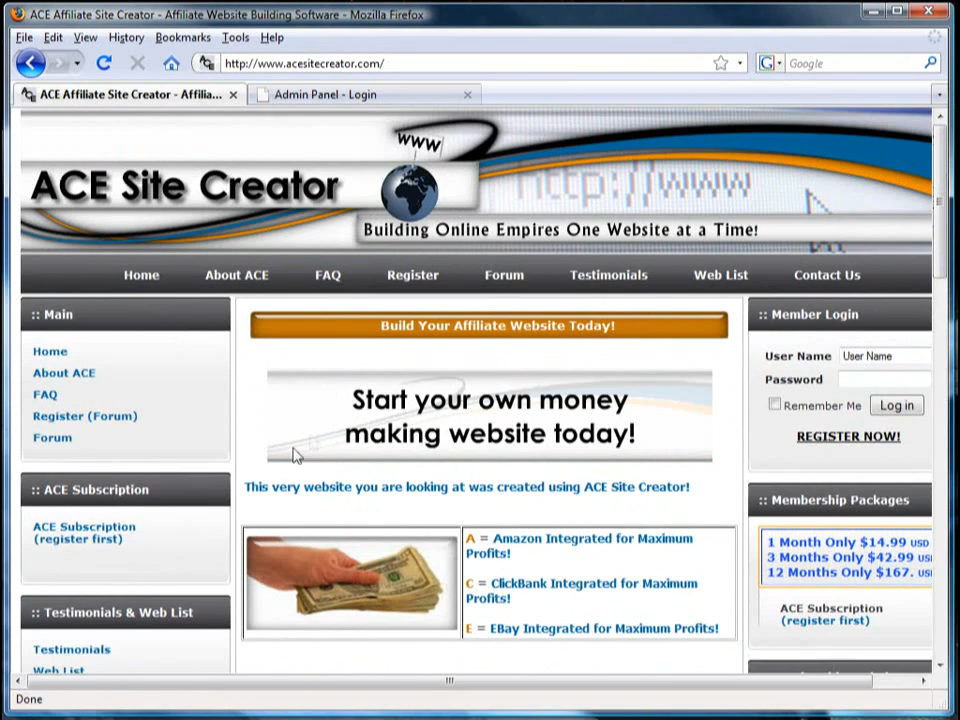 ACE Affiliate Site Creator - Affiliate Website Building Software - Mozilla Firefox
File Edit View History Bookmarks Tools Help
http://www.acesitecreator.com/
Google
ACE Affiliate Site Creator - Affilia...
Admin Panel - Login
www
ACE Site Creator
http://www
Building Online Empires One Website at a Time!
Home About ACE FAQ Register Forum Testimonials Web List Contact Us
:: Main
Home
About ACE
FAQ
Register (Forum)
Forum
:: ACE Subscription
ACE Subscription
(register first)
:: Testimonials & Web List
Testimonials
Web List
Build Your Affiliate Website Today!
Start your own money
making website today!
This very website you are looking at was created using ACE Site Creator!
A = Amazon Integrated for Maximum
Profits!
C = ClickBank Integrated for Maximum
Profits!
E = EBay Integrated for Maximum Profits!
:: Member Login
User Name User Name
Password
Remember Me Log in
REGISTER NOW!
:: Membership Packages
1 Month Only $14.99 USD
3 Months Only $42.99 USD
12 Months Only $167. USD
ACE Subscription
(register first)
Done